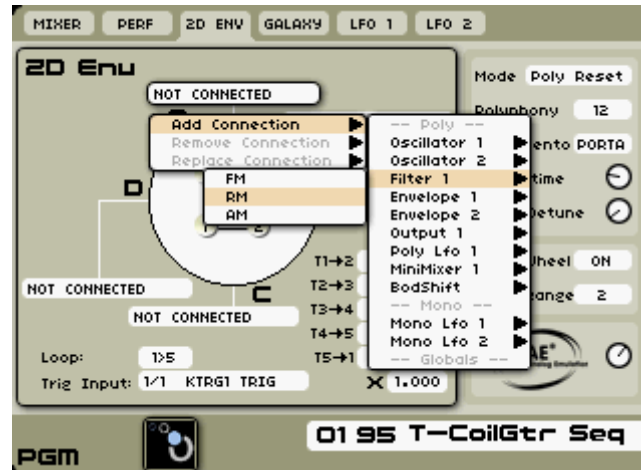 MIXER PERF 2D ENV GALAXY LFO 1 LFO 2
2D Env
NOT CONNECTED
Add Connection
Remove Connection
Replace Connection
FM
RM
AM
-- Poly --
Oscillator 1
Oscillator 2
Filter 1
Envelope 1
Envelope 2
Output 1
Poly Lfo 1
MiniMixer 1
BodShift
-- Mono --
Mono Lfo 1
Mono Lfo 2
-- Globals --
D
NOT CONNECTED
C
NOT CONNECTED
T1→2
T2→3
T3→4
T4→5
T5→1
Loop: 1>5
Trig Input: 1/1 KTRG1 TRIG
X 1.000
Mode Poly Reset
Polyphony 12
ento PORTA
time
Detune
heel ON
ange 2
AE*
PGM
01 95 T-CoilGtr Seq